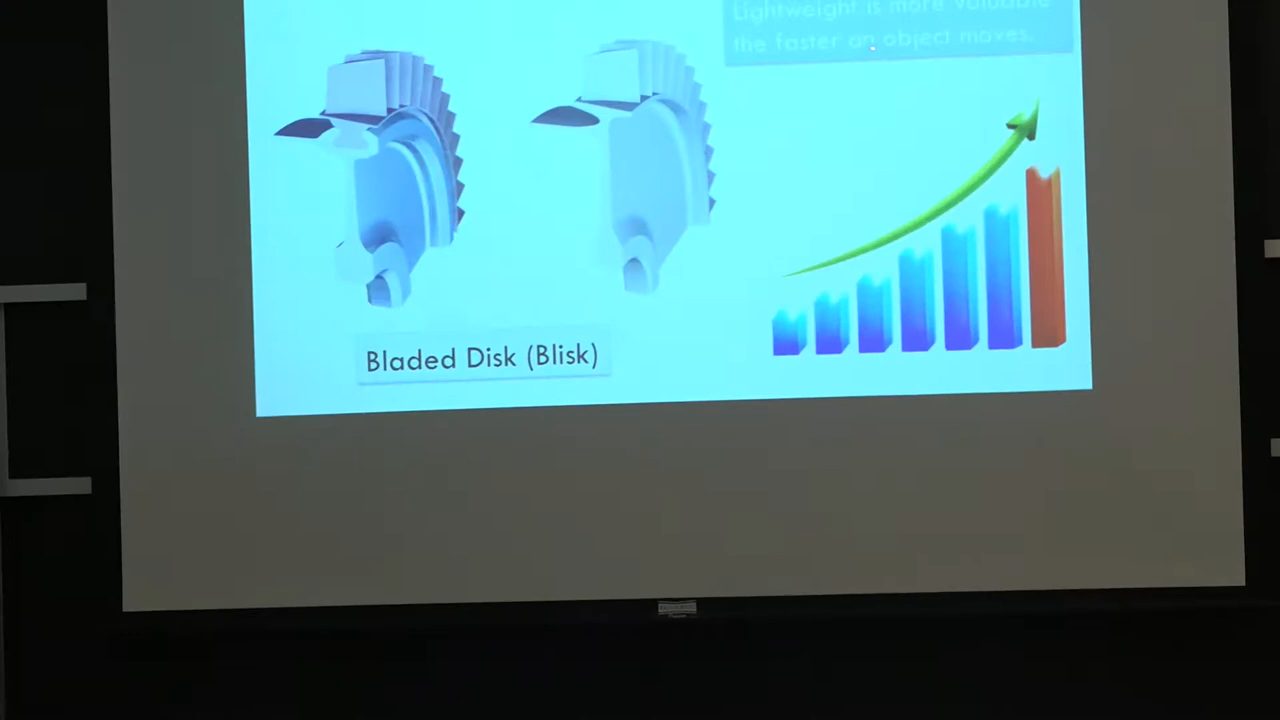 Lightweight is more valuable
the faster an object moves.
Bladed Disk (Blisk)